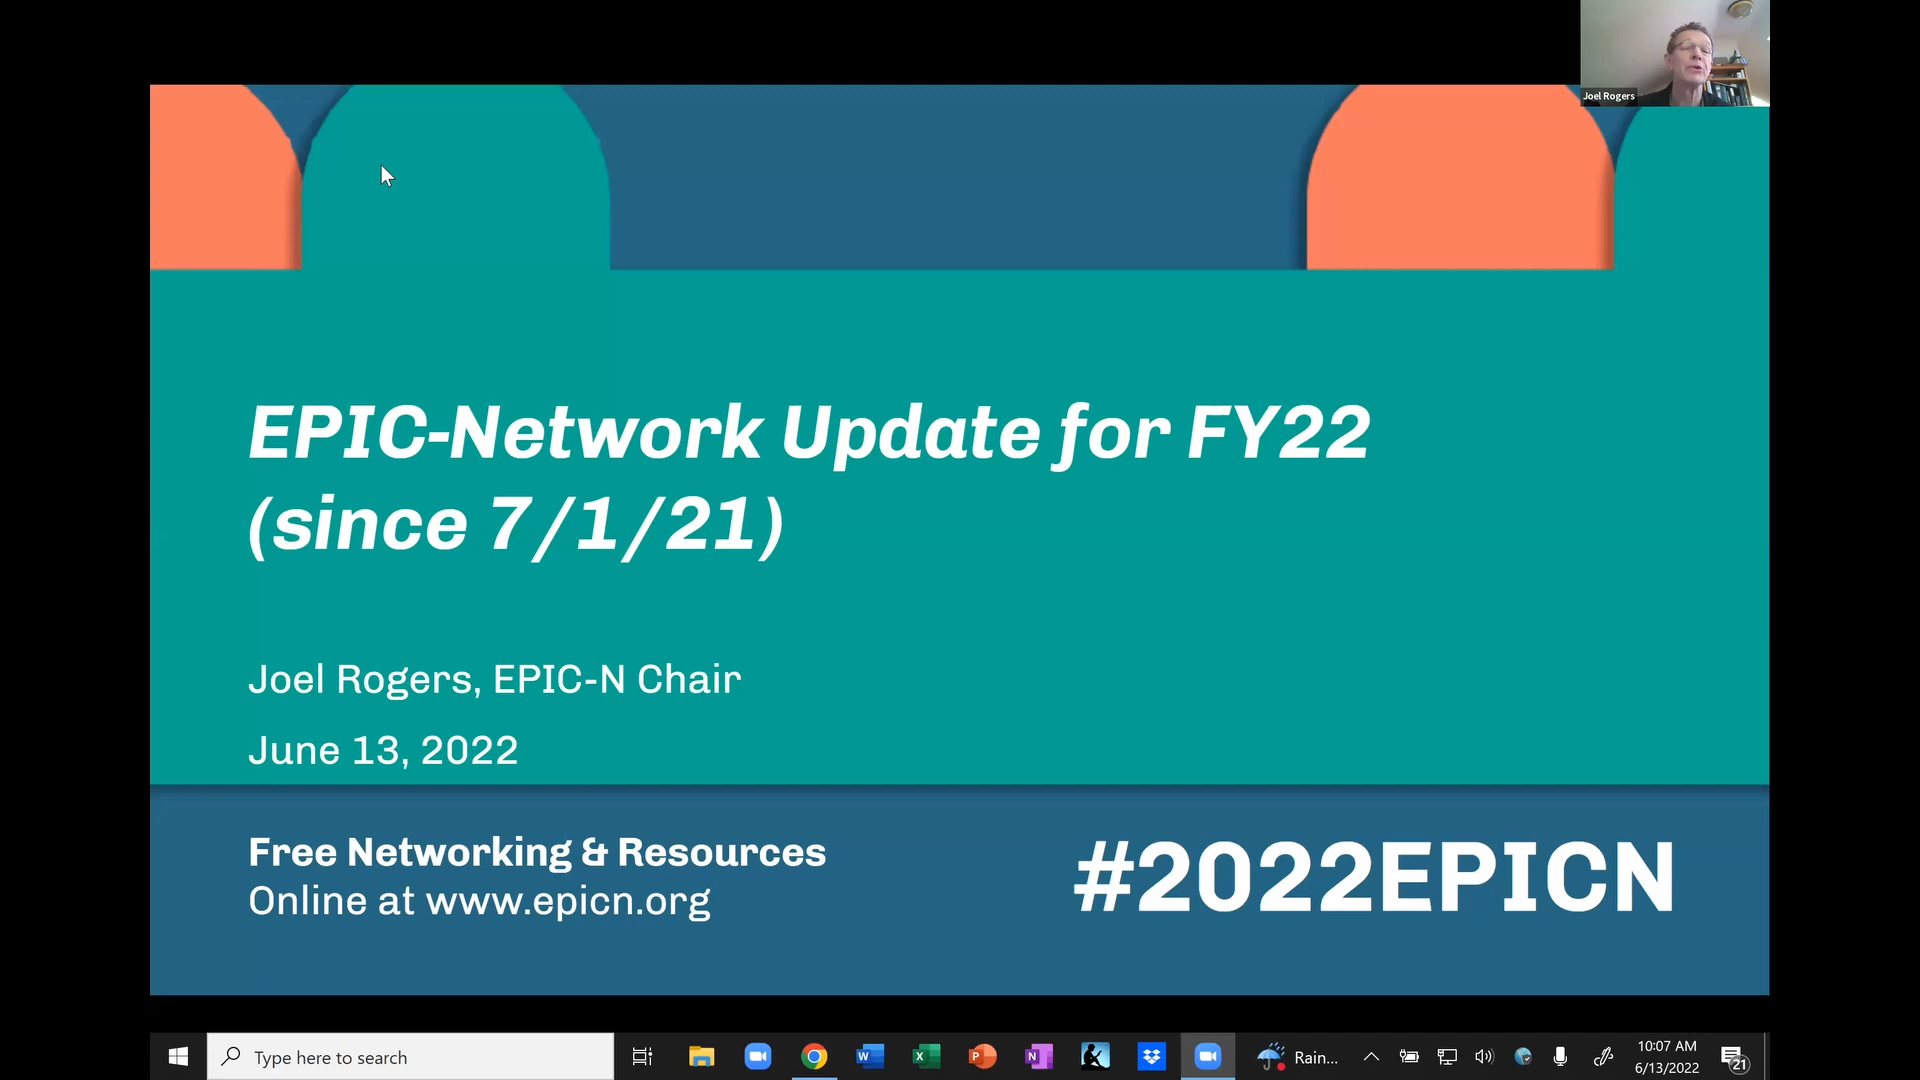 Joel Rogers
EPIC-Network Update for FY22
(since 7/1/21)
Joel Rogers, EPIC-N Chair
June 13, 2022
Free Networking & Resources
Online at www.epicn.org
#2022EPICN
Type here to search
Rain...
10:07 AM
6/13/2022
21